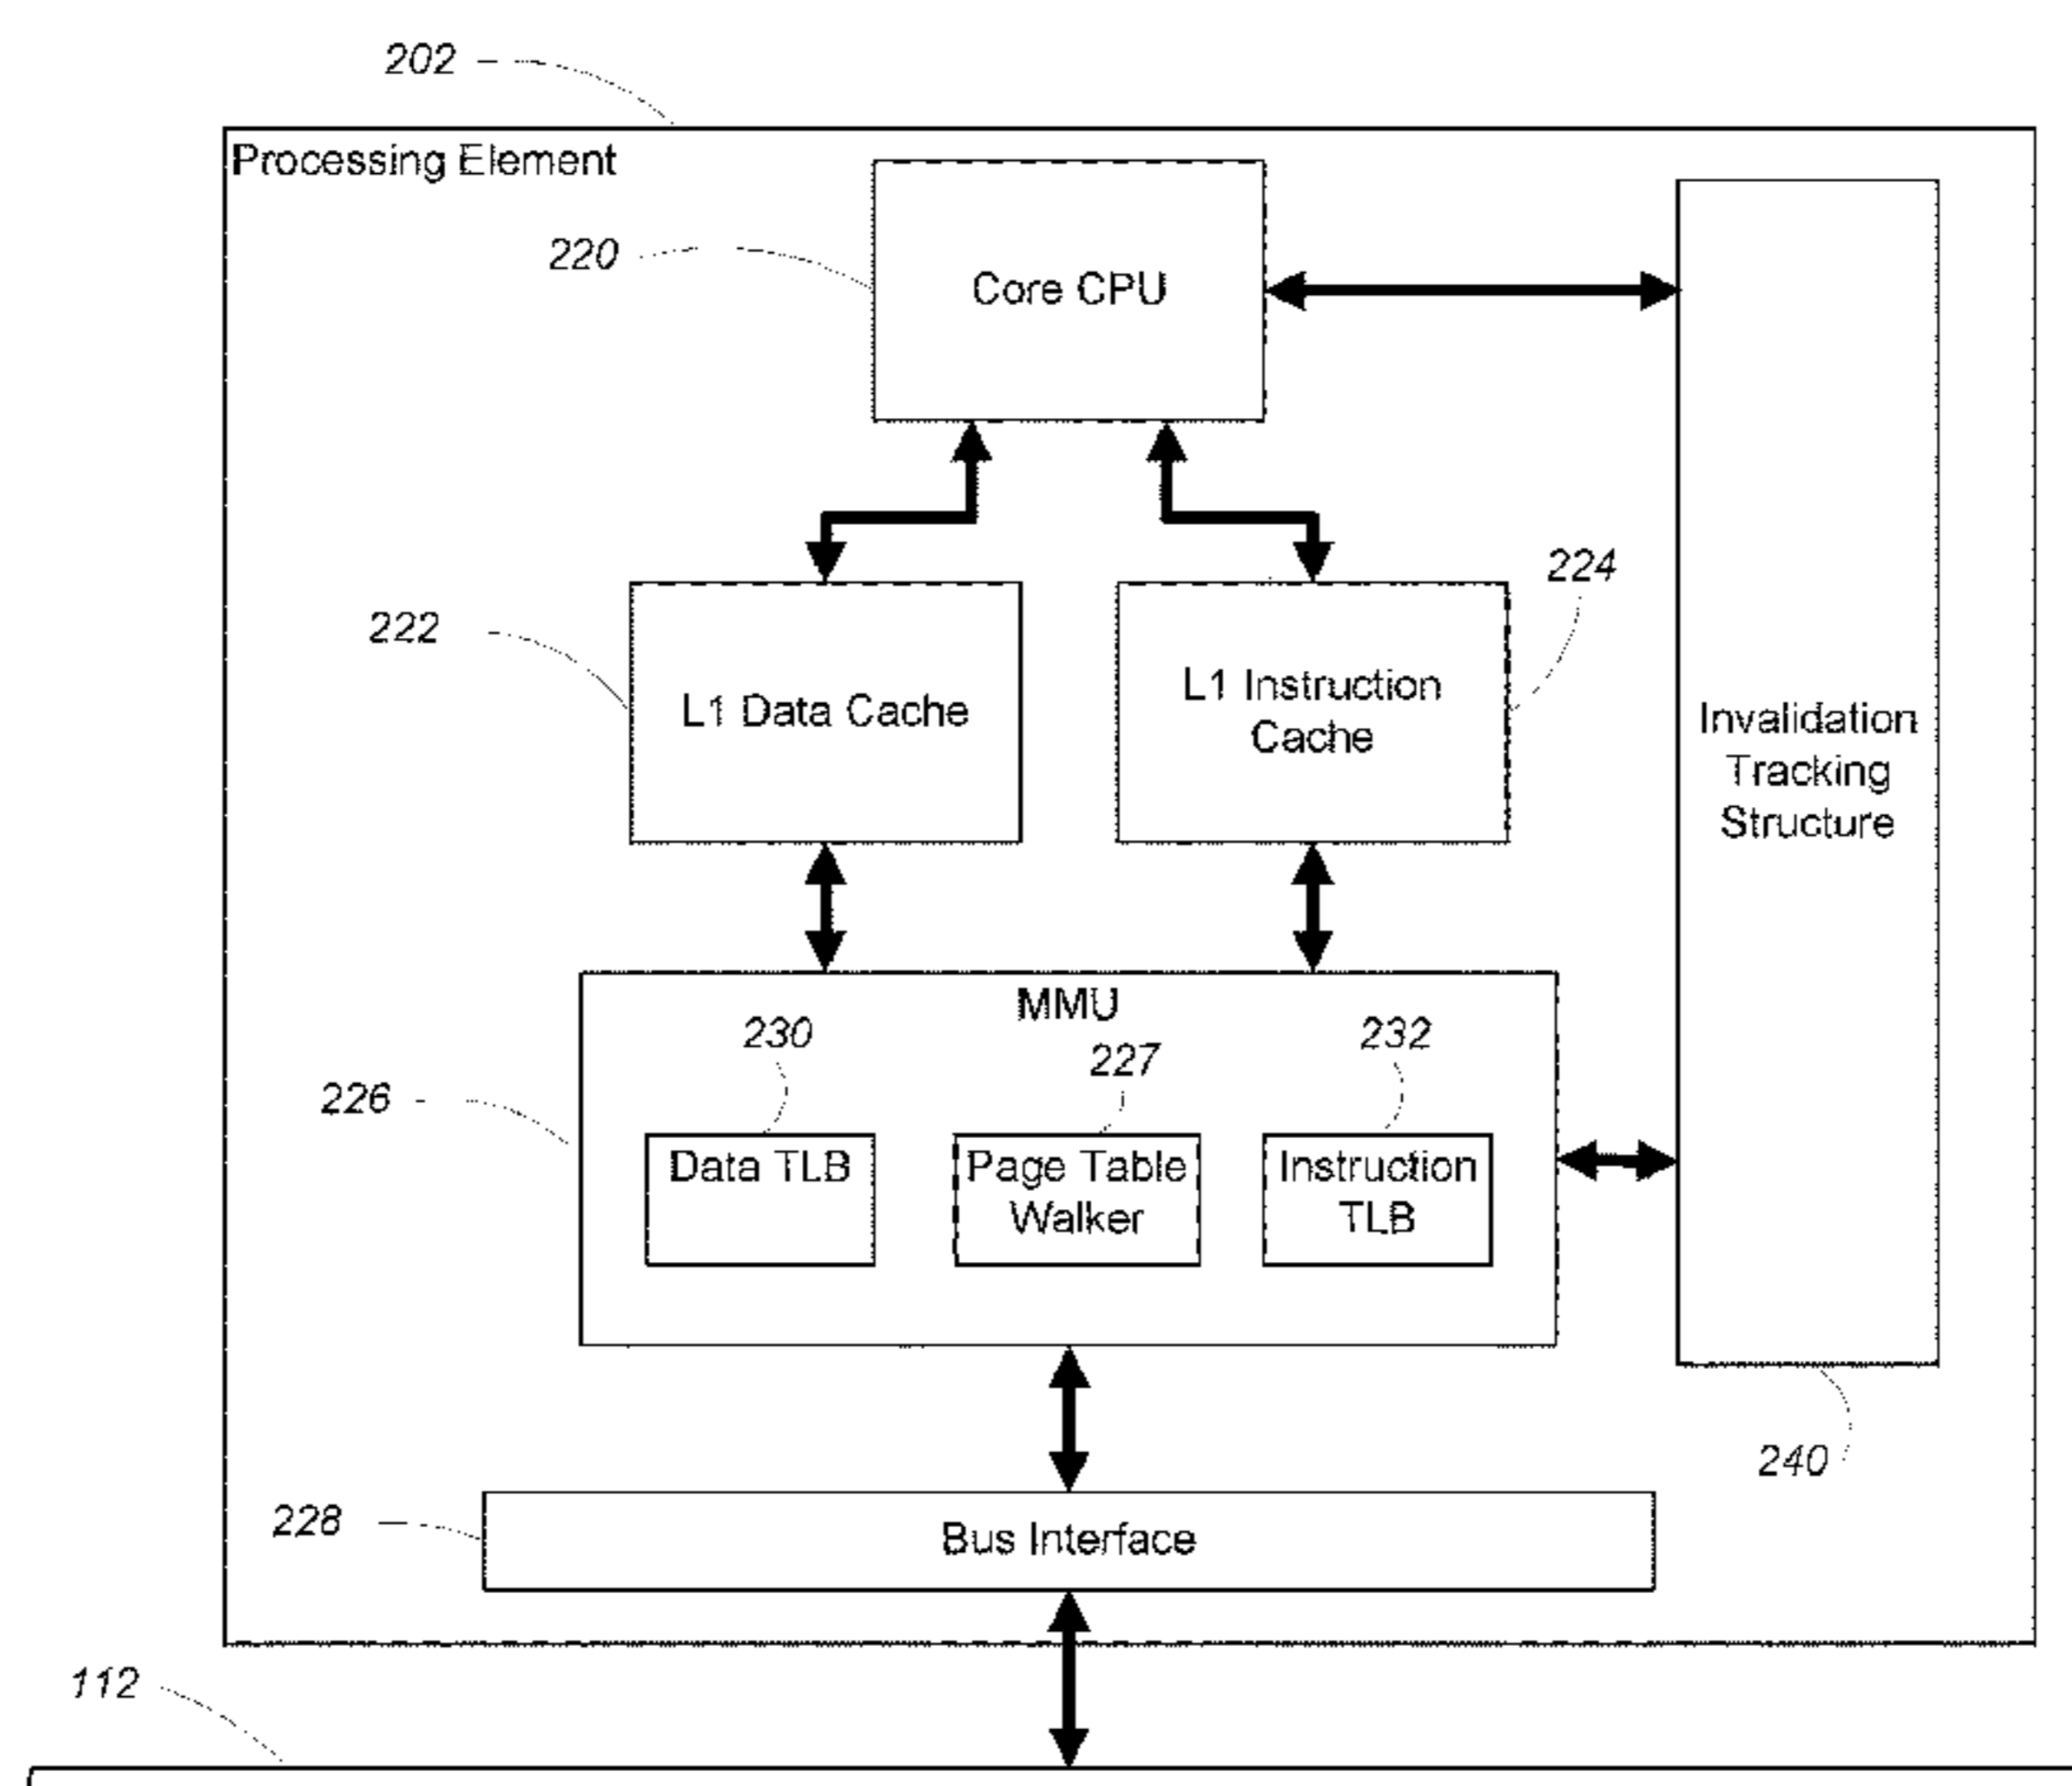 202
Processing Element
220
Core CPU
224
222
L1 Data Cache
L1 Instruction
Cache
Invalidation
Tracking
Structure
MMU
230
227
232
226
Data TLB
Page Table
Walker
Instruction
TLB
240
228
Bus Interface
112